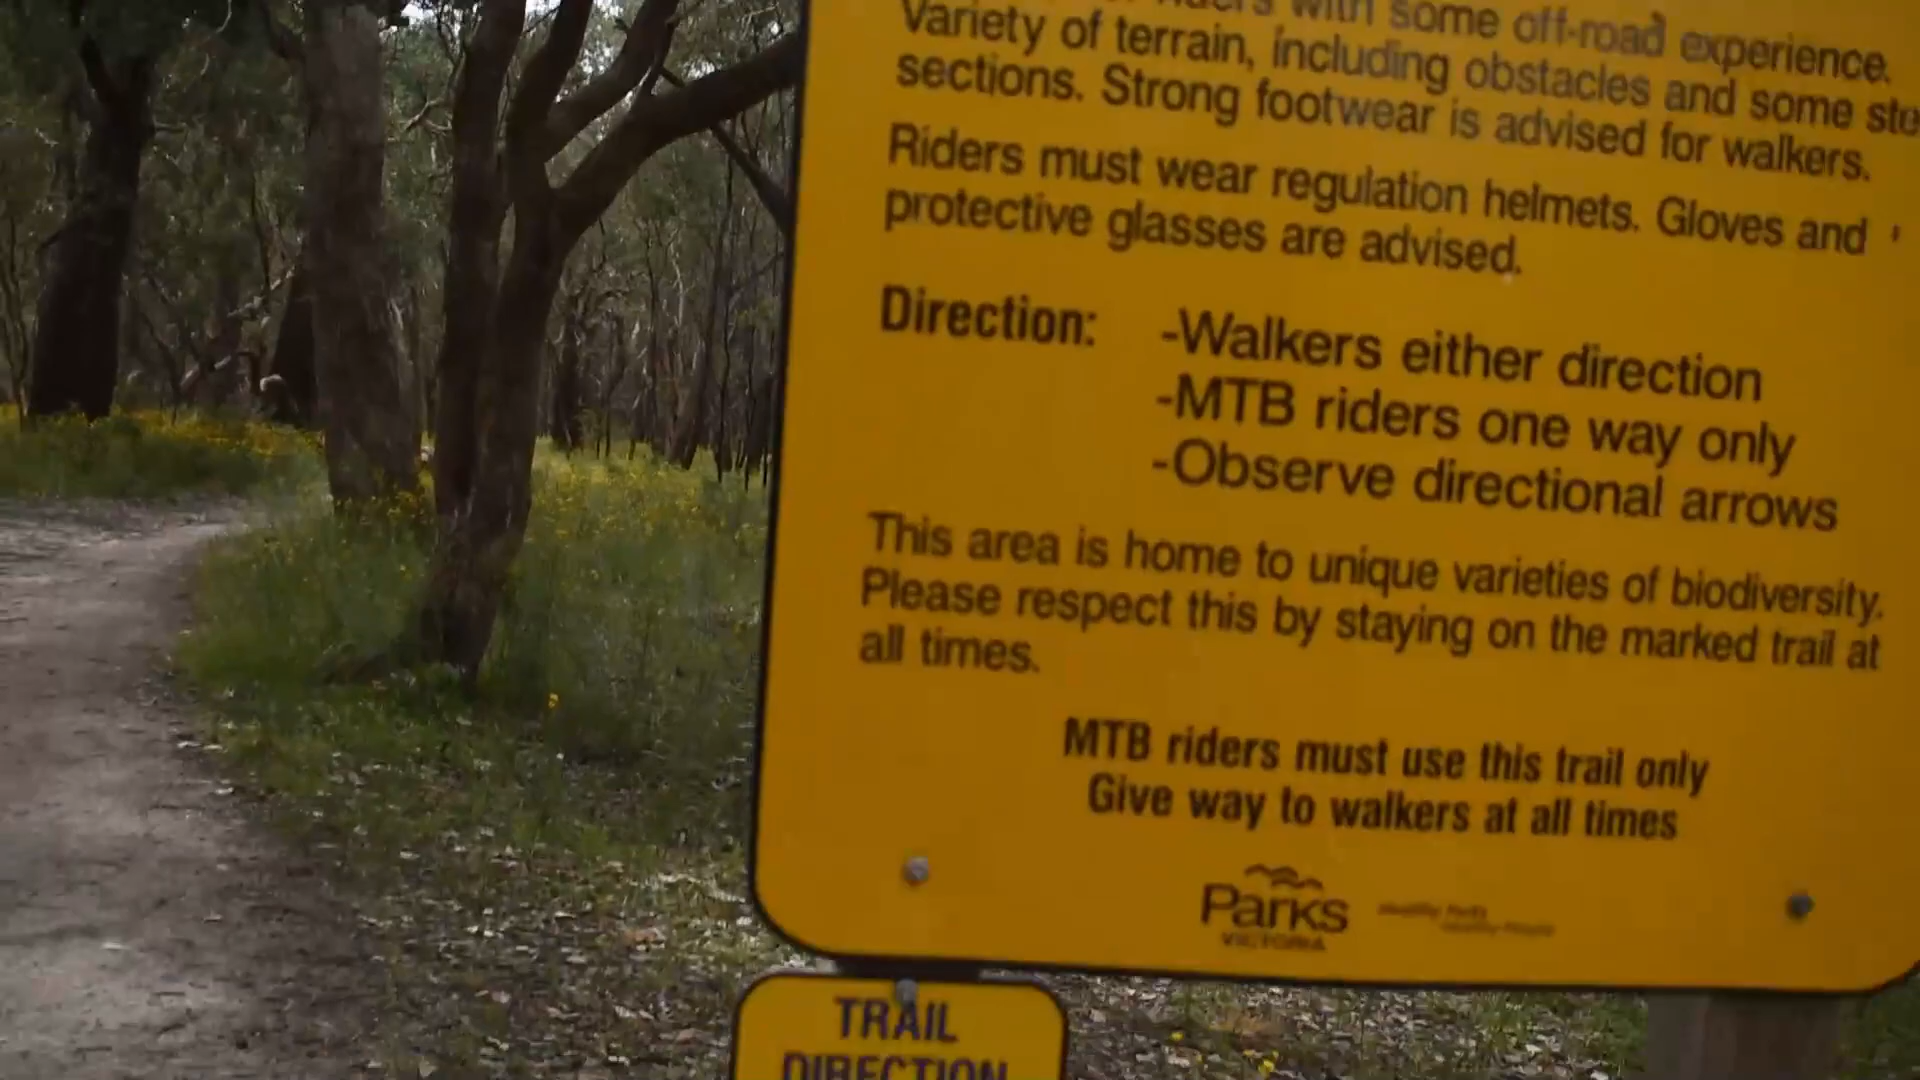 with some off-road experience.
Variety of terrain, including obstacles and some
sections. Strong footwear is advised for walkers.
Riders must wear regulation helmets. Gloves and
protective glasses are advised.
Direction: -Walkers either direction
-MTB riders one way only
-Observe directional arrows
This area is home to unique varieties of biodiversity.
Please respect this by staying on the marked trail at
all times.
MTB riders must use this trail only
Give way to walkers at all times
Parks
VICTORIA
TRAIL
DIRECTION